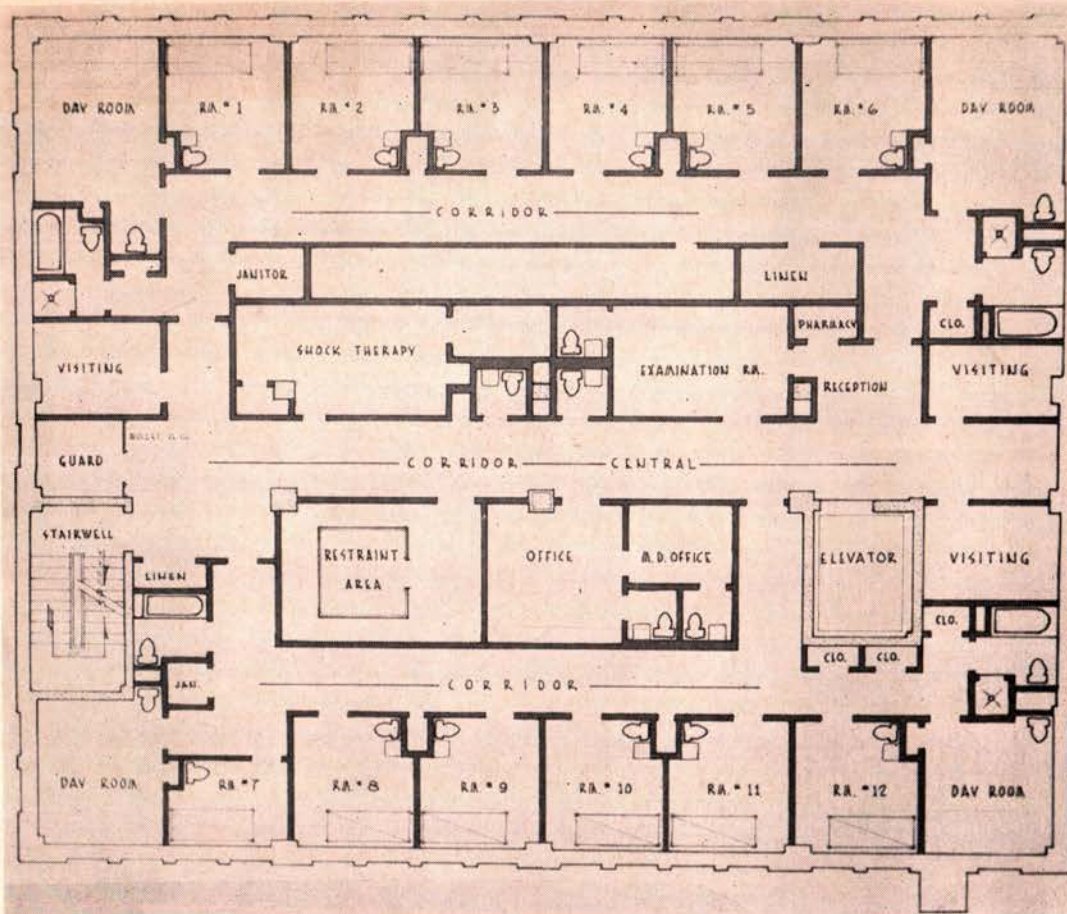 DAY ROOM
RM. #1
RM. #2
RM. #3
RM. #4
RM. #5
RM. #6
DAY ROOM
CORRIDOR
JANITOR
LINEN
PHARMACY
CLO.
VISITING
SHOCK THERAPY
EXAMINATION RM.
RECEPTION
VISITING
GUARD
CORRIDOR
CENTRAL
STAIRWELL
LINEN
RESTRAINT
AREA
OFFICE
M.D. OFFICE
ELEVATOR
VISITING
CLO.
JAN.
CORRIDOR
CLO.
CLO.
DAY ROOM
RM. #7
RM. #8
RM. #9
RM. #10
RM. #11
RM. #12
DAY ROOM